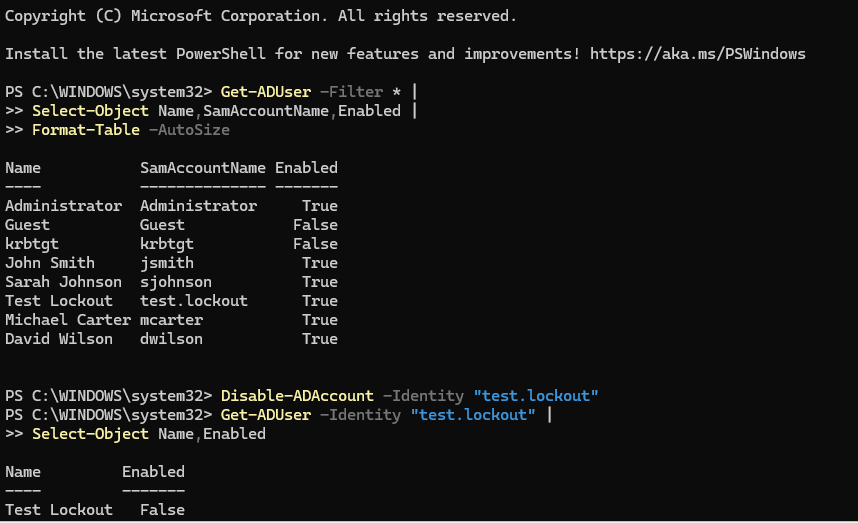 Copyright (C) Microsoft Corporation. All rights reserved.
Install the latest PowerShell for new features and improvements! https://aka.ms/PSWindows
PS C:\WINDOWS\system32> Get-ADUser -Filter * |
>> Select-Object Name,SamAccountName,Enabled |
>> Format-Table -AutoSize
Name           SamAccountName Enabled
----           -------------- -------
Administrator  Administrator     True
Guest          Guest            False
krbtgt         krbtgt           False
John Smith     jsmith            True
Sarah Johnson  sjohnson          True
Test Lockout   test.lockout      True
Michael Carter mcarter           True
David Wilson   dwilson           True
PS C:\WINDOWS\system32> Disable-ADAccount -Identity "test.lockout"
PS C:\WINDOWS\system32> Get-ADUser -Identity "test.lockout" |
>> Select-Object Name,Enabled
Name         Enabled
----         -------
Test Lockout   False